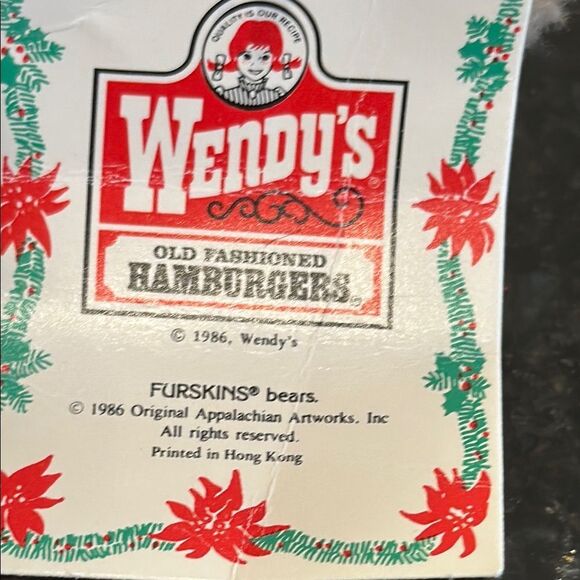 QUALITY IS OUR RECIPE
WENDY'S®
OLD FASHIONED
HAMBURGERS®
© 1986, Wendy's
FURSKINS® bears.
© 1986 Original Appalachian Artworks, Inc
All rights reserved.
Printed in Hong Kong